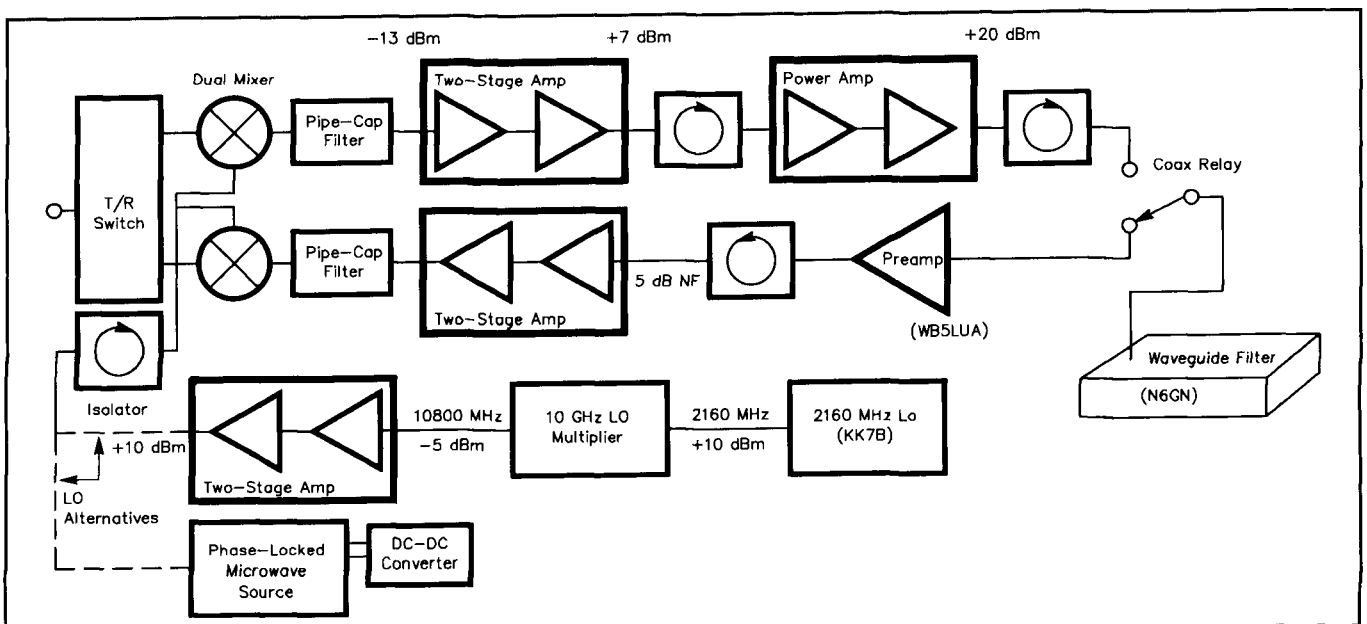 -13 dBm
+7 dBm
+20 dBm
Dual Mixer
Two-Stage Amp
Power Amp
Pipe-Cap
Filter
Coax Relay
T/R
Switch
Pipe-Cap
Filter
Preamp
5 dB NF
Two-Stage Amp
(WB5LUA)
Waveguide Filter
(N6GN)
Isolator
10800 MHz
-5 dBm
10 GHz LO
Multiplier
2160 MHz
+10 dBm
2160 MHz Lo
(KK7B)
+10 dBm
Two-Stage Amp
LO
Alternatives
Phase-Locked
Microwave
Source
DC-DC
Converter